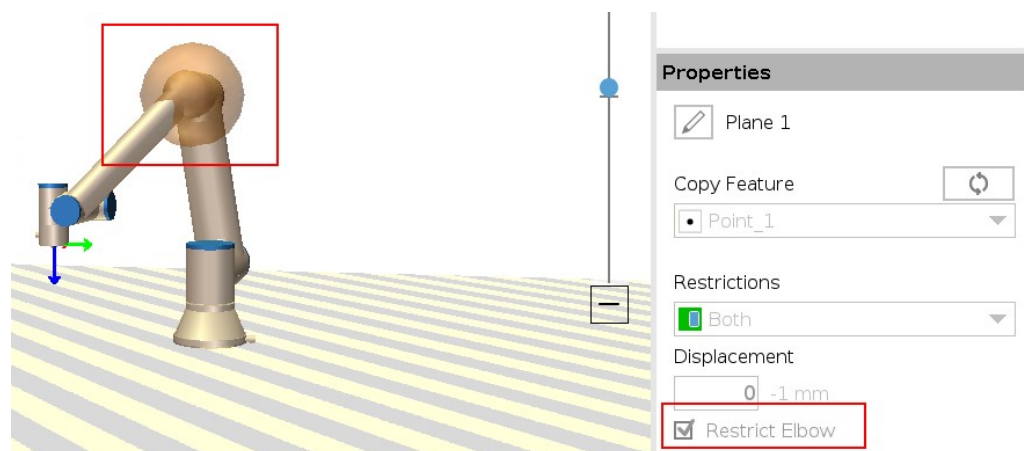 Properties
Plane 1
Copy Feature
Point_1
Restrictions
Both
Displacement
0 -1 mm
Restrict Elbow